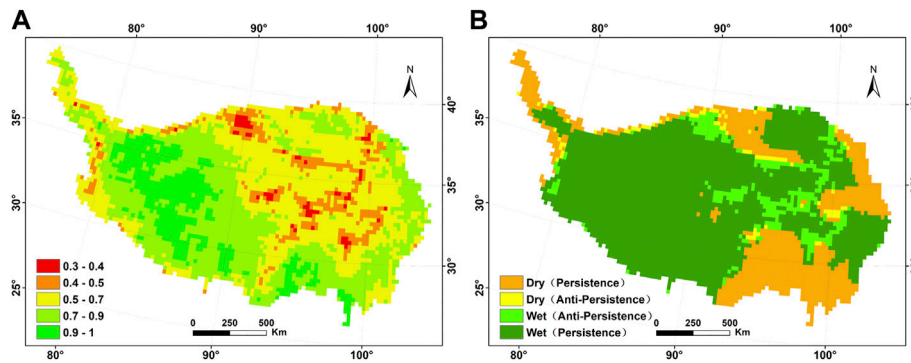 A
80°
90°
100°
N
40°
35°
35°
30°
30°
25°
0.3 - 0.4
0.4 - 0.5
0.5 - 0.7
0.7 - 0.9
0.9 - 1
0 250 500
Km
80°
90°
100°
B
80°
90°
100°
N
40°
35°
35°
30°
30°
25°
Dry（Persistence）
Dry（Anti-Persistence）
Wet（Anti-Persistence）
Wet（Persistence）
0 250 500
Km
80°
90°
100°